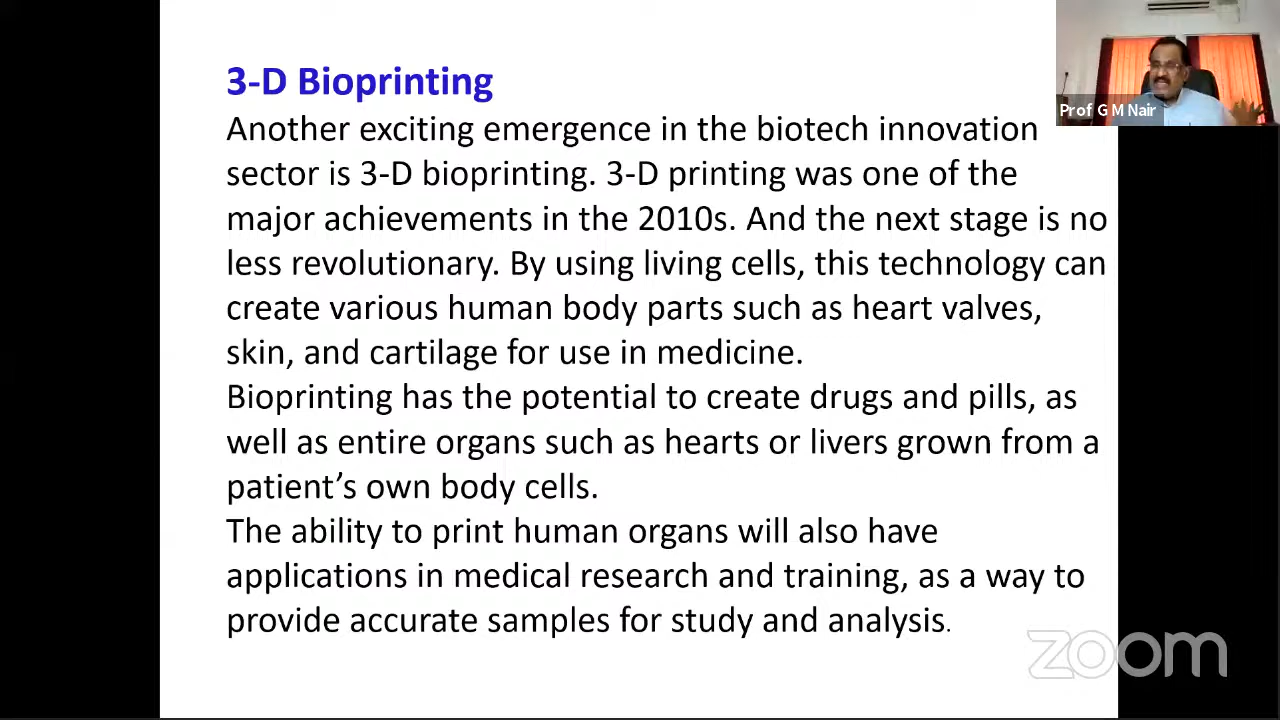 3-D Bioprinting
Another exciting emergence in the biotech innovation
sector is 3-D bioprinting. 3-D printing was one of the
major achievements in the 2010s. And the next stage is no
less revolutionary. By using living cells, this technology can
create various human body parts such as heart valves,
skin, and cartilage for use in medicine.
Bioprinting has the potential to create drugs and pills, as
well as entire organs such as hearts or livers grown from a
patient’s own body cells.
The ability to print human organs will also have
applications in medical research and training, as a way to
provide accurate samples for study and analysis.
Prof G M Nair
zoom